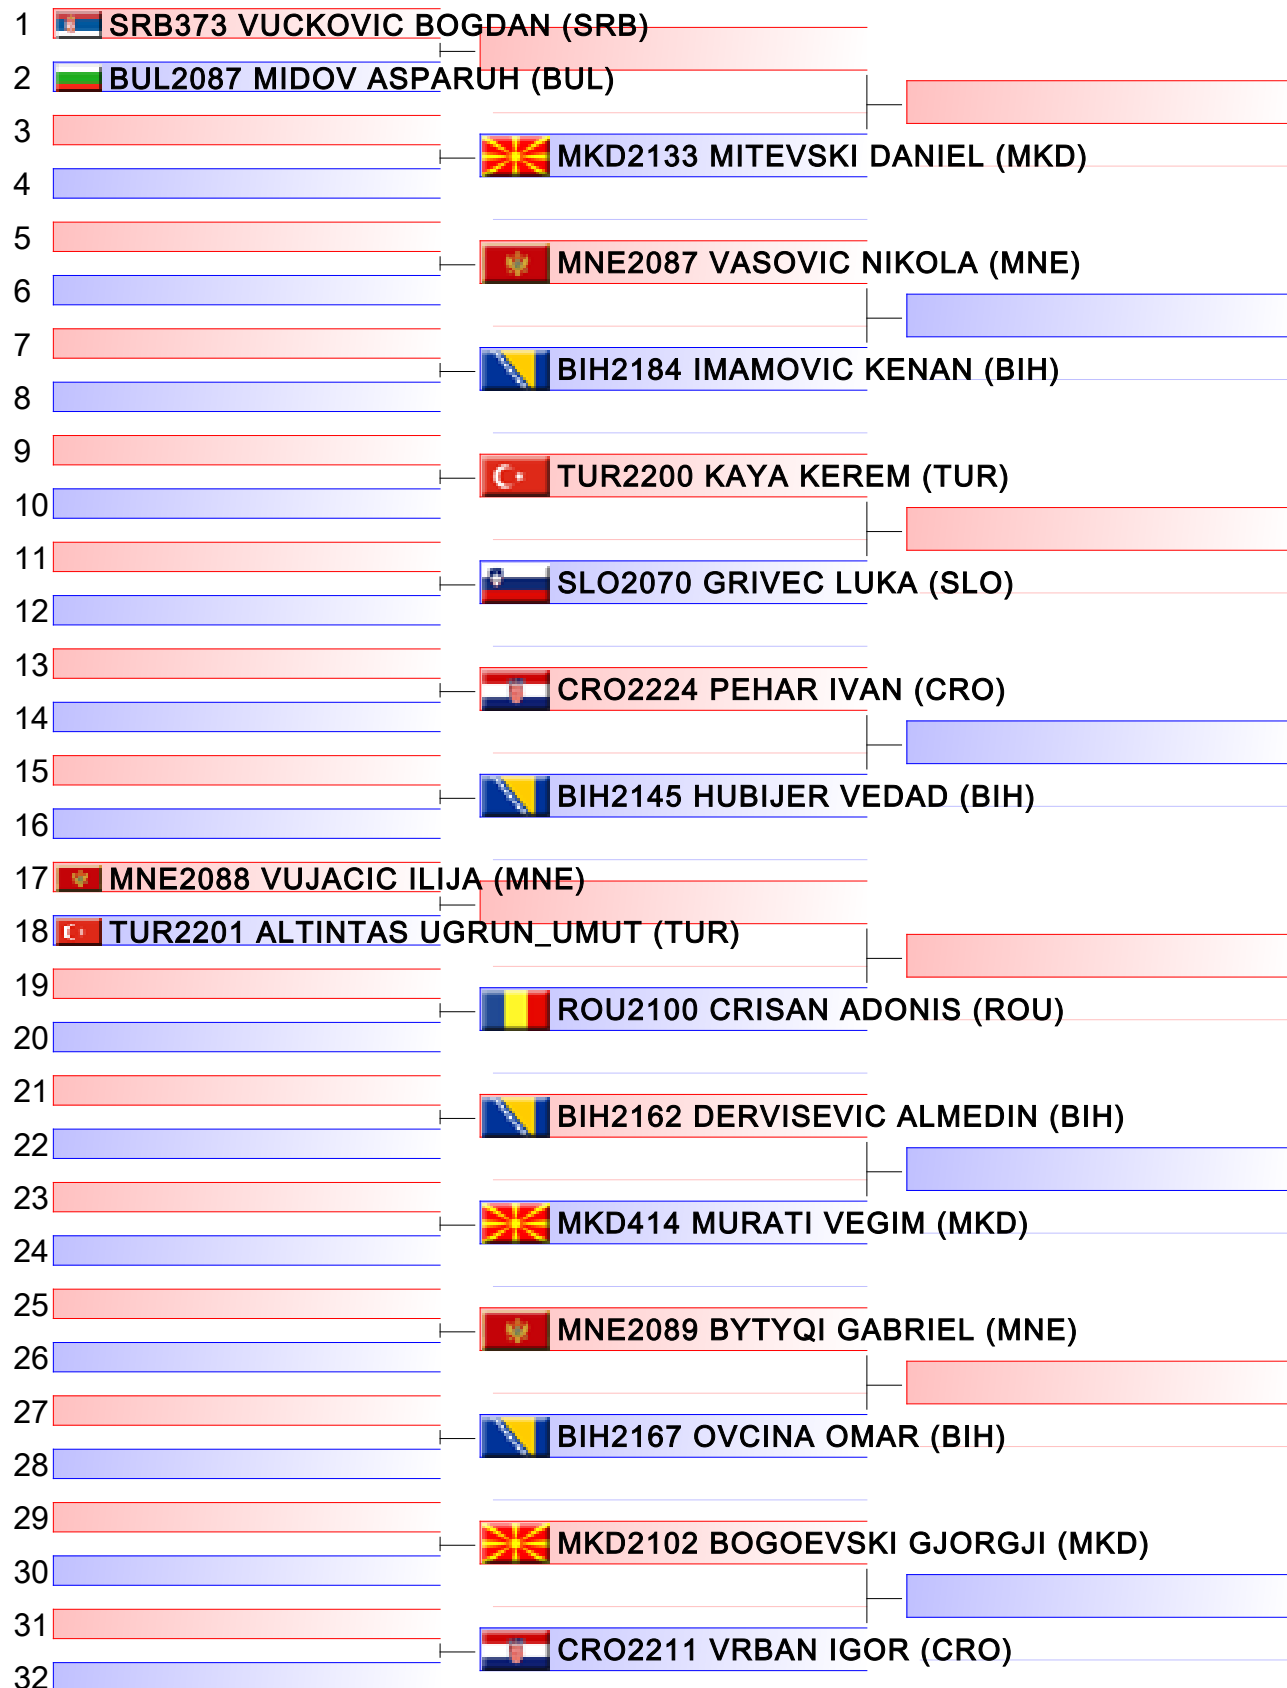 1 SRB373 VUCKOVIC BOGDAN (SRB)
2 BUL2087 MIDOV ASPARUH (BUL)
3
MKD2133 MITEVSKI DANIEL (MKD)
4
5
MNE2087 VASOVIC NIKOLA (MNE)
6
7
BIH2184 IMAMOVIC KENAN (BIH)
8
9
TUR2200 KAYA KEREM (TUR)
10
11
SLO2070 GRIVEC LUKA (SLO)
12
13
CRO2224 PEHAR IVAN (CRO)
14
15
BIH2145 HUBIJER VEDAD (BIH)
16
17 MNE2088 VUJACIC ILIJA (MNE)
18 TUR2201 ALTINTAS UGRUN_UMUT (TUR)
19
ROU2100 CRISAN ADONIS (ROU)
20
21
BIH2162 DERVISEVIC ALMEDIN (BIH)
22
23
MKD414 MURATI VEGIM (MKD)
24
25
MNE2089 BYTYQI GABRIEL (MNE)
26
27
BIH2167 OVCINA OMAR (BIH)
28
29
MKD2102 BOGOEVSKI GJORGJI (MKD)
30
31
CRO2211 VRBAN IGOR (CRO)
32